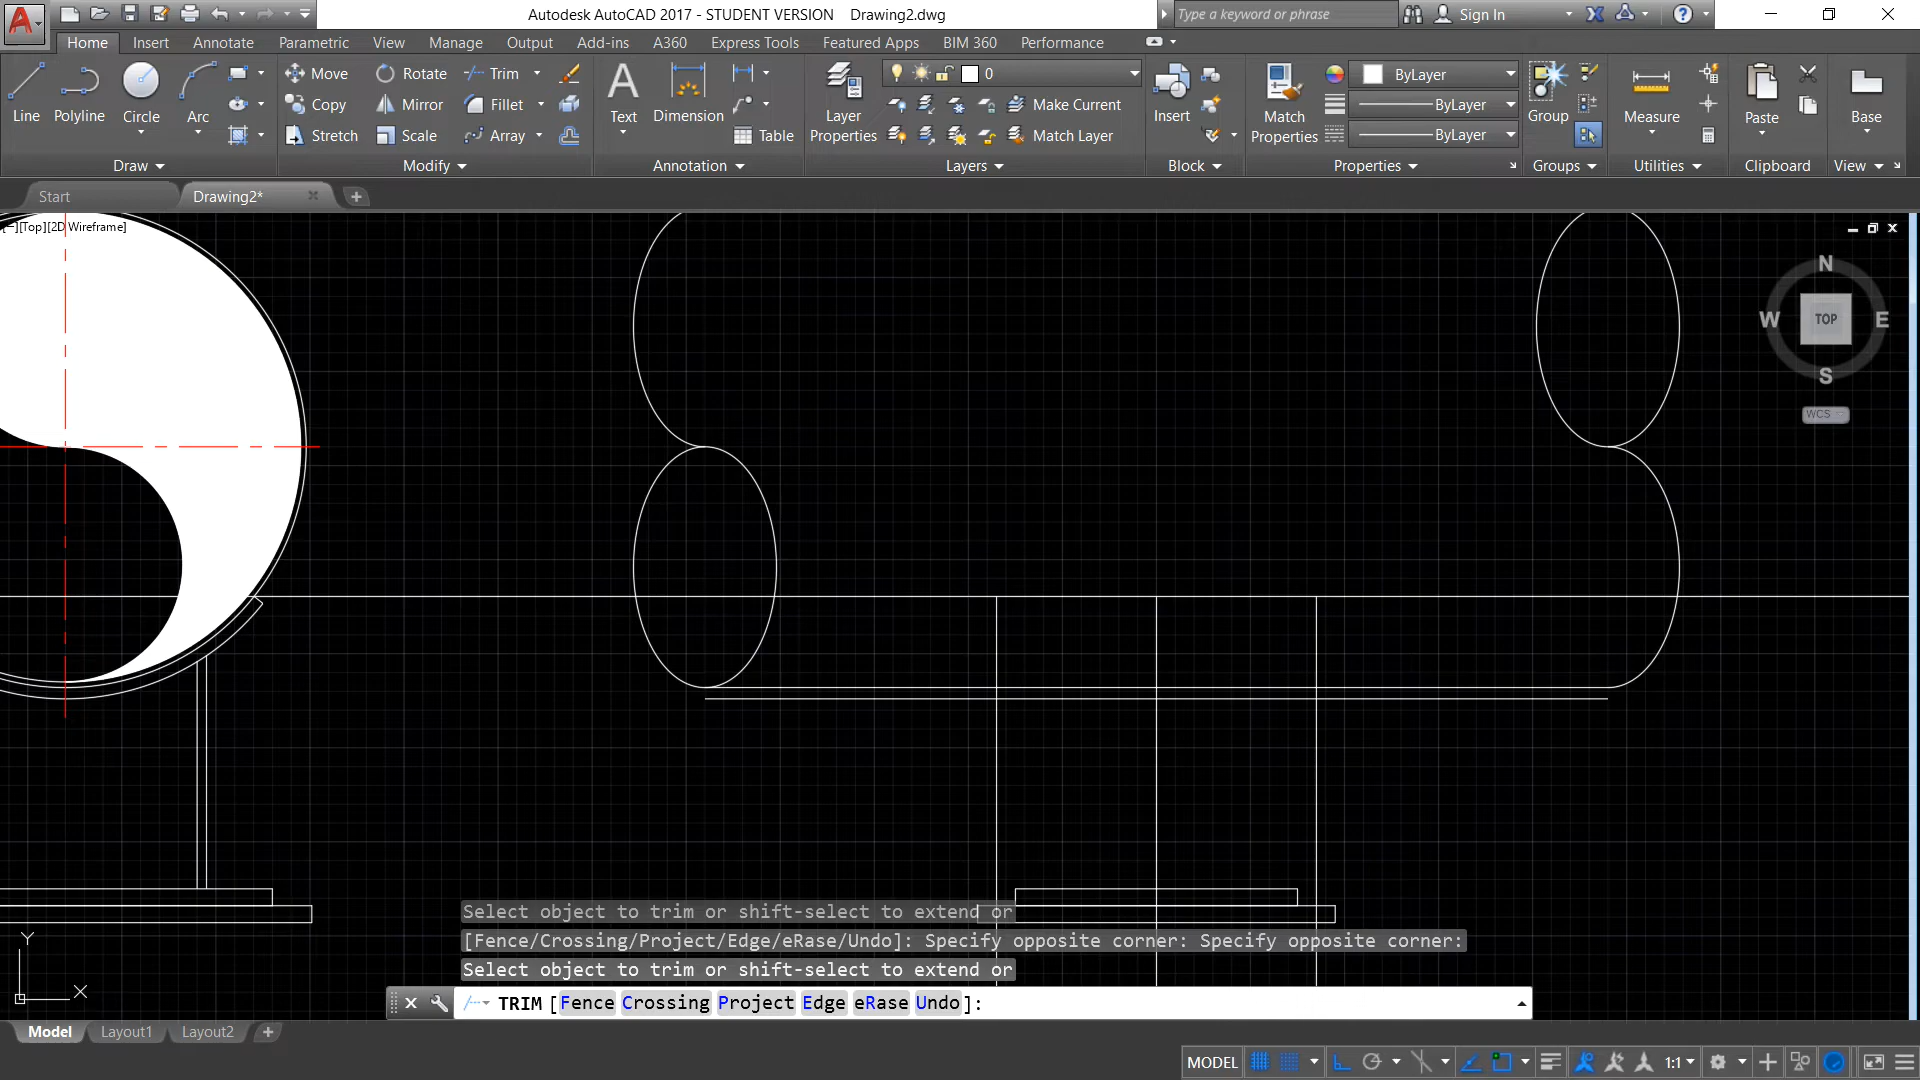 Autodesk AutoCAD 2017 - STUDENT VERSION Drawing2.dwg
Type a keyword or phrase
Sign In
Home Insert Annotate Parametric View Manage Output Add-ins A360 Express Tools Featured Apps BIM 360 Performance
Line Polyline Circle Arc
Move Rotate Trim
Copy Mirror Fillet
Stretch Scale Array
Text Dimension Table
Layer Properties
0
Make Current
Match Layer
Insert
Match Properties
ByLayer
ByLayer
ByLayer
Group
Measure
Paste
Base
Draw Modify Annotation Layers Block Properties Groups Utilities Clipboard View
Start Drawing2*
[−][Top][2D Wireframe]
N
W TOP E
S
WCS
Y
X
Select object to trim or shift-select to extend or
[Fence/Crossing/Project/Edge/eRase/Undo]: Specify opposite corner: Specify opposite corner:
Select object to trim or shift-select to extend or
TRIM [Fence Crossing Project Edge eRase Undo]:
Model Layout1 Layout2
MODEL 1:1